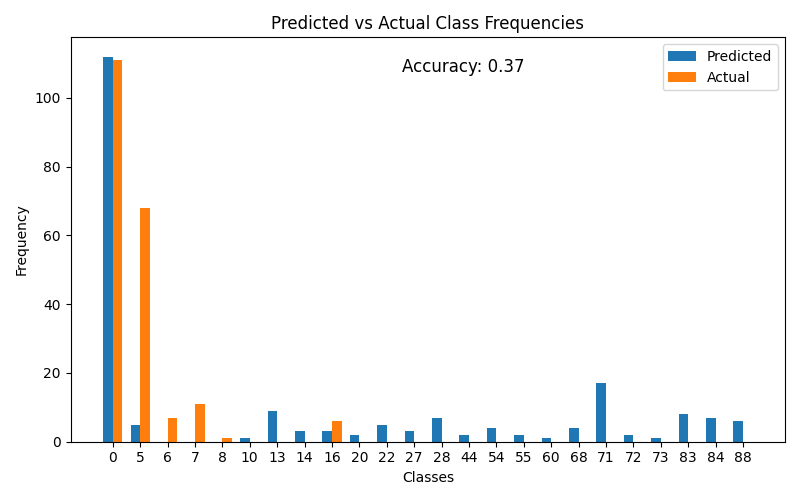 Predicted vs Actual Class Frequencies
Accuracy: 0.37
Predicted
Actual
Frequency
100
80
60
40
20
0
0 5 6 7 8 10 13 14 16 20 22 27 28 44 54 55 60 68 71 72 73 83 84 88
Classes